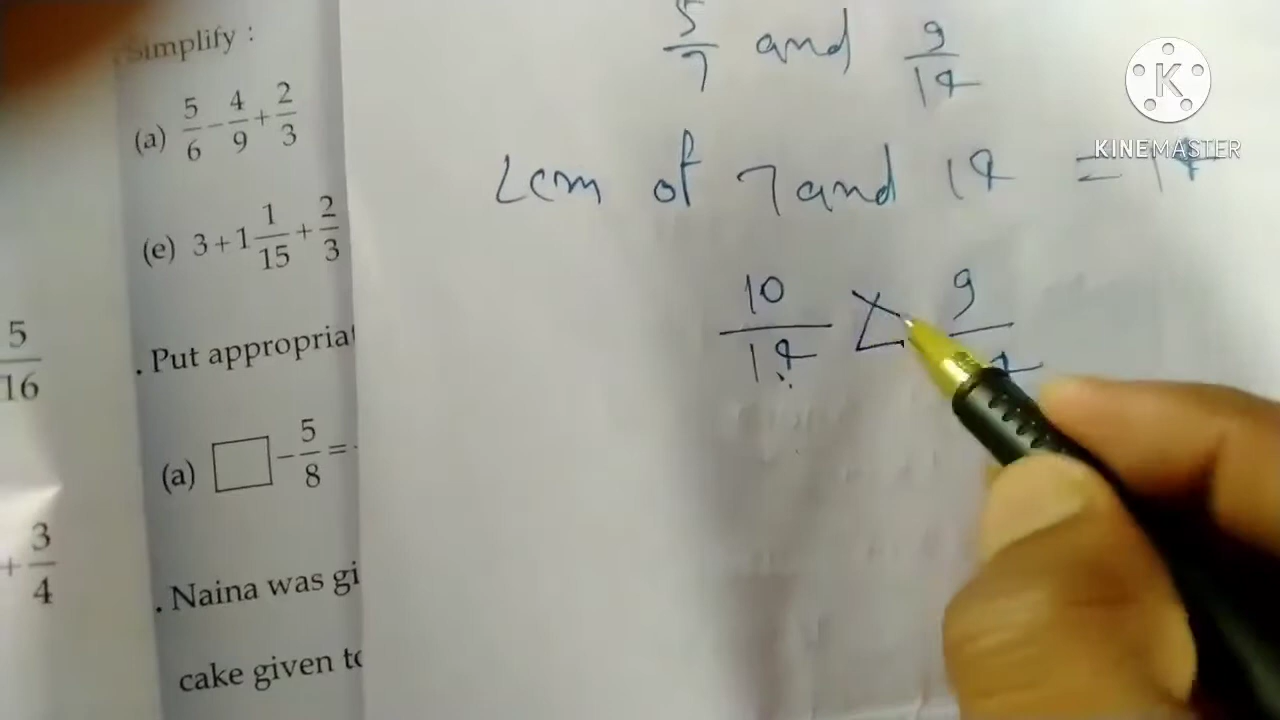 Simplify :
(a) 5/6 - 4/9 + 2/3
(e) 3 + 1 1/15 + 2/3
5/16
. Put appropriat
(a) □ - 5/8 =
+ 3/4
. Naina was gi
cake given to
5/7 and 9/14
Lcm of 7 and 14 = 14
10/14 9/14
K
KINEMASTER